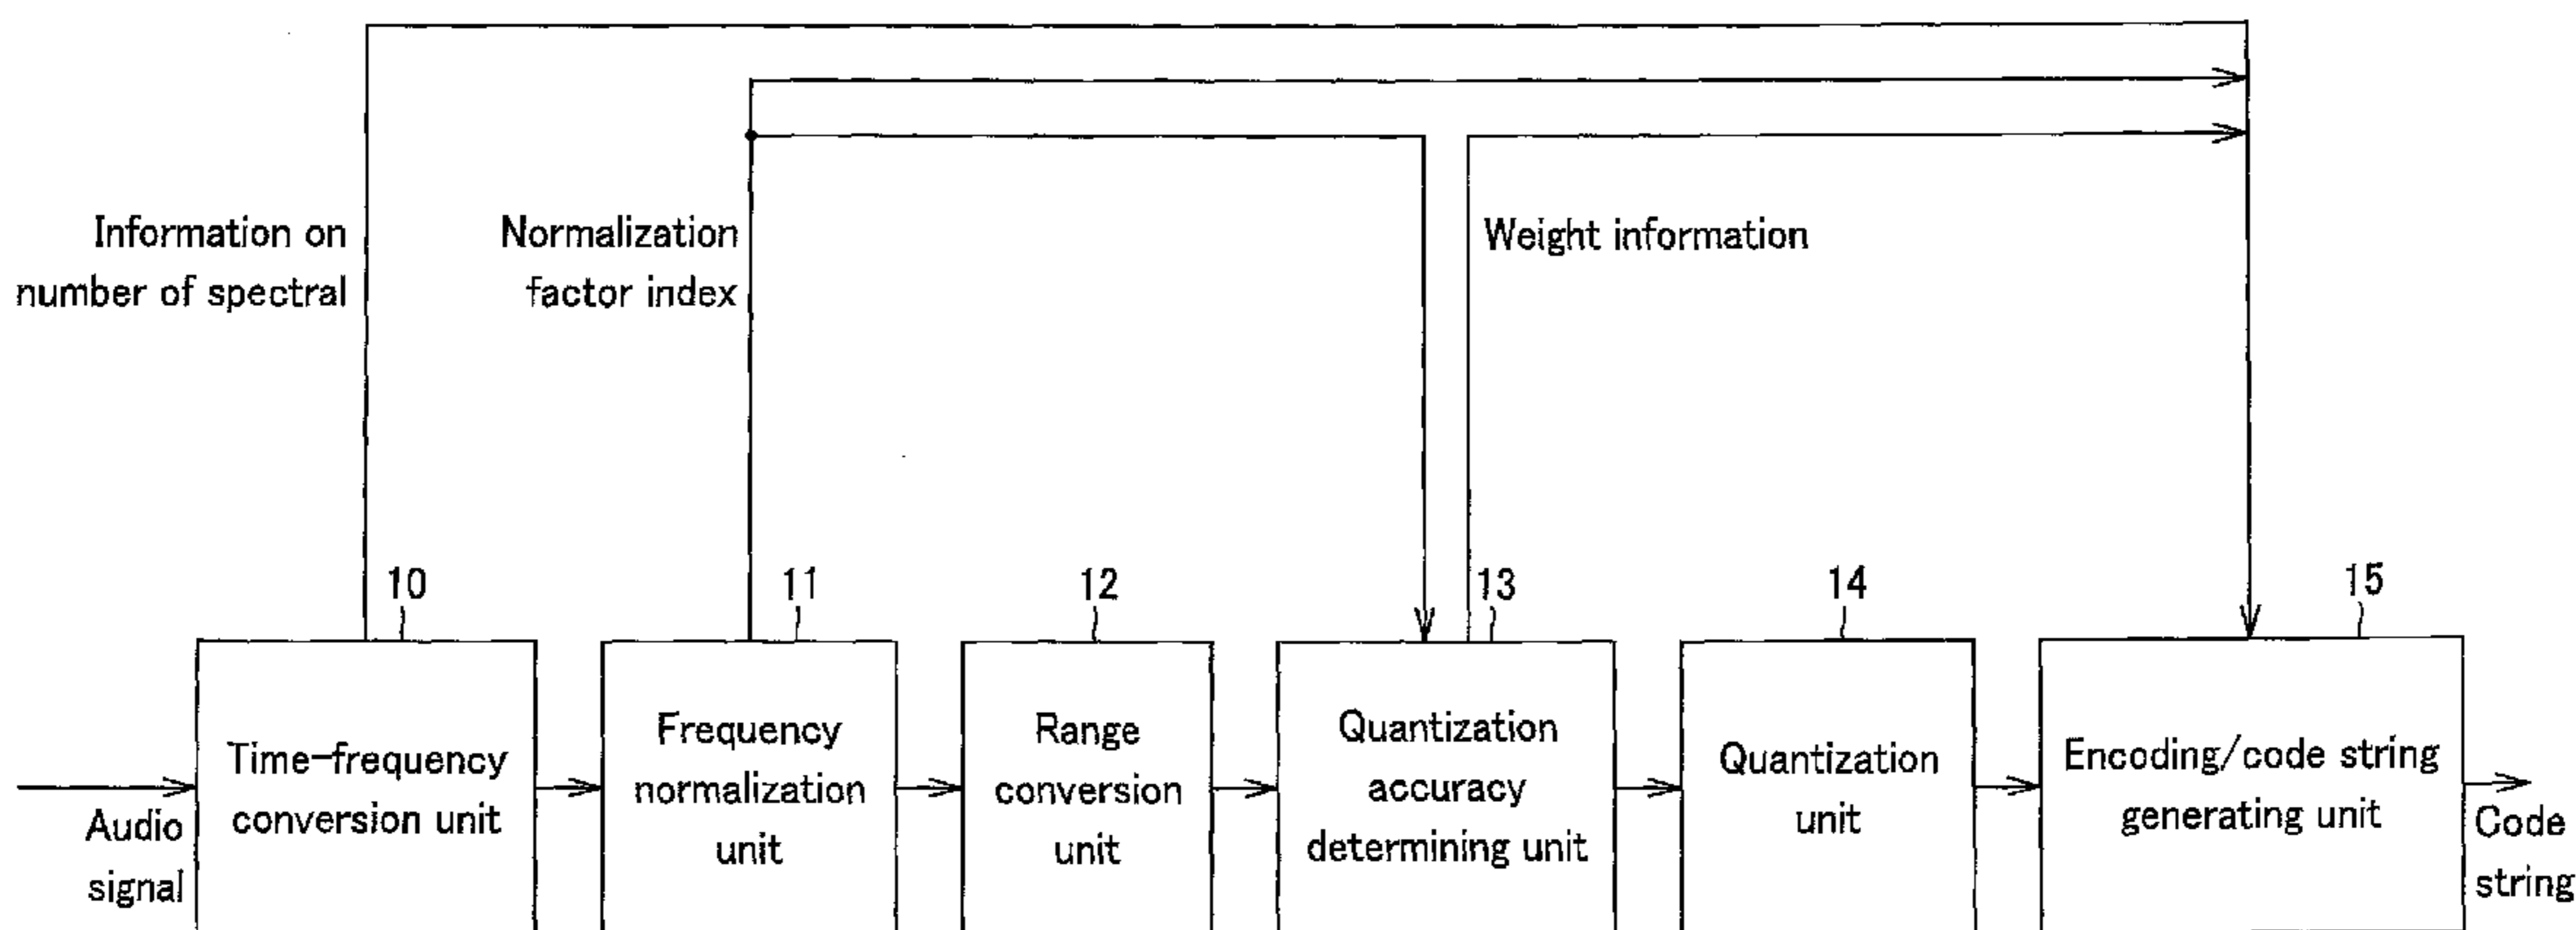 Information on
number of spectral
Normalization
factor index
Weight information
10
11
12
13
14
15
Audio
signal
Time-frequency
conversion unit
Frequency
normalization
unit
Range
conversion
unit
Quantization
accuracy
determining unit
Quantization
unit
Encoding/code string
generating unit
Code
string